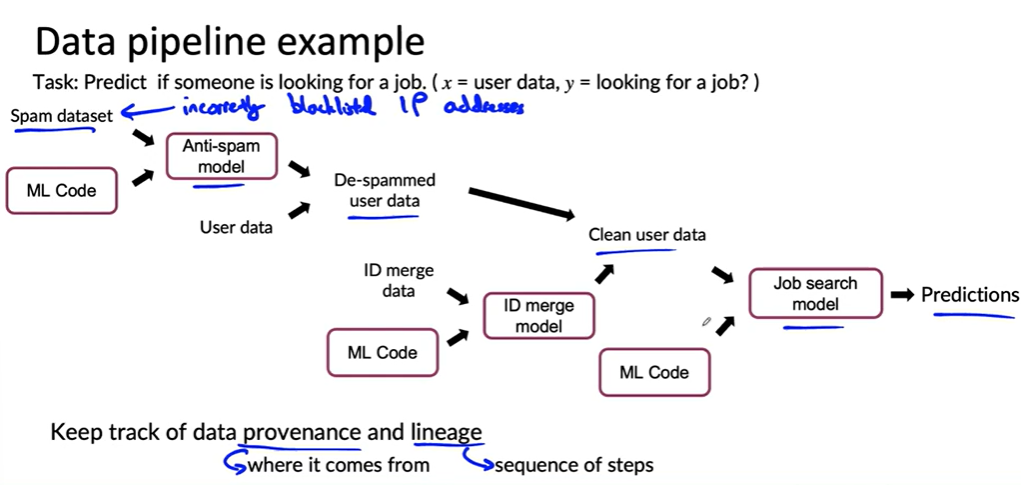 Data pipeline example
Task: Predict if someone is looking for a job. ( x = user data, y = looking for a job? )
Spam dataset
incorrectly blacklisted IP addresses
Anti-spam
model
ML Code
User data
De-spammed
user data
Clean user data
ID merge
data
ID merge
model
ML Code
Job search
model
Predictions
ML Code
Keep track of data provenance and lineage
where it comes from
sequence of steps